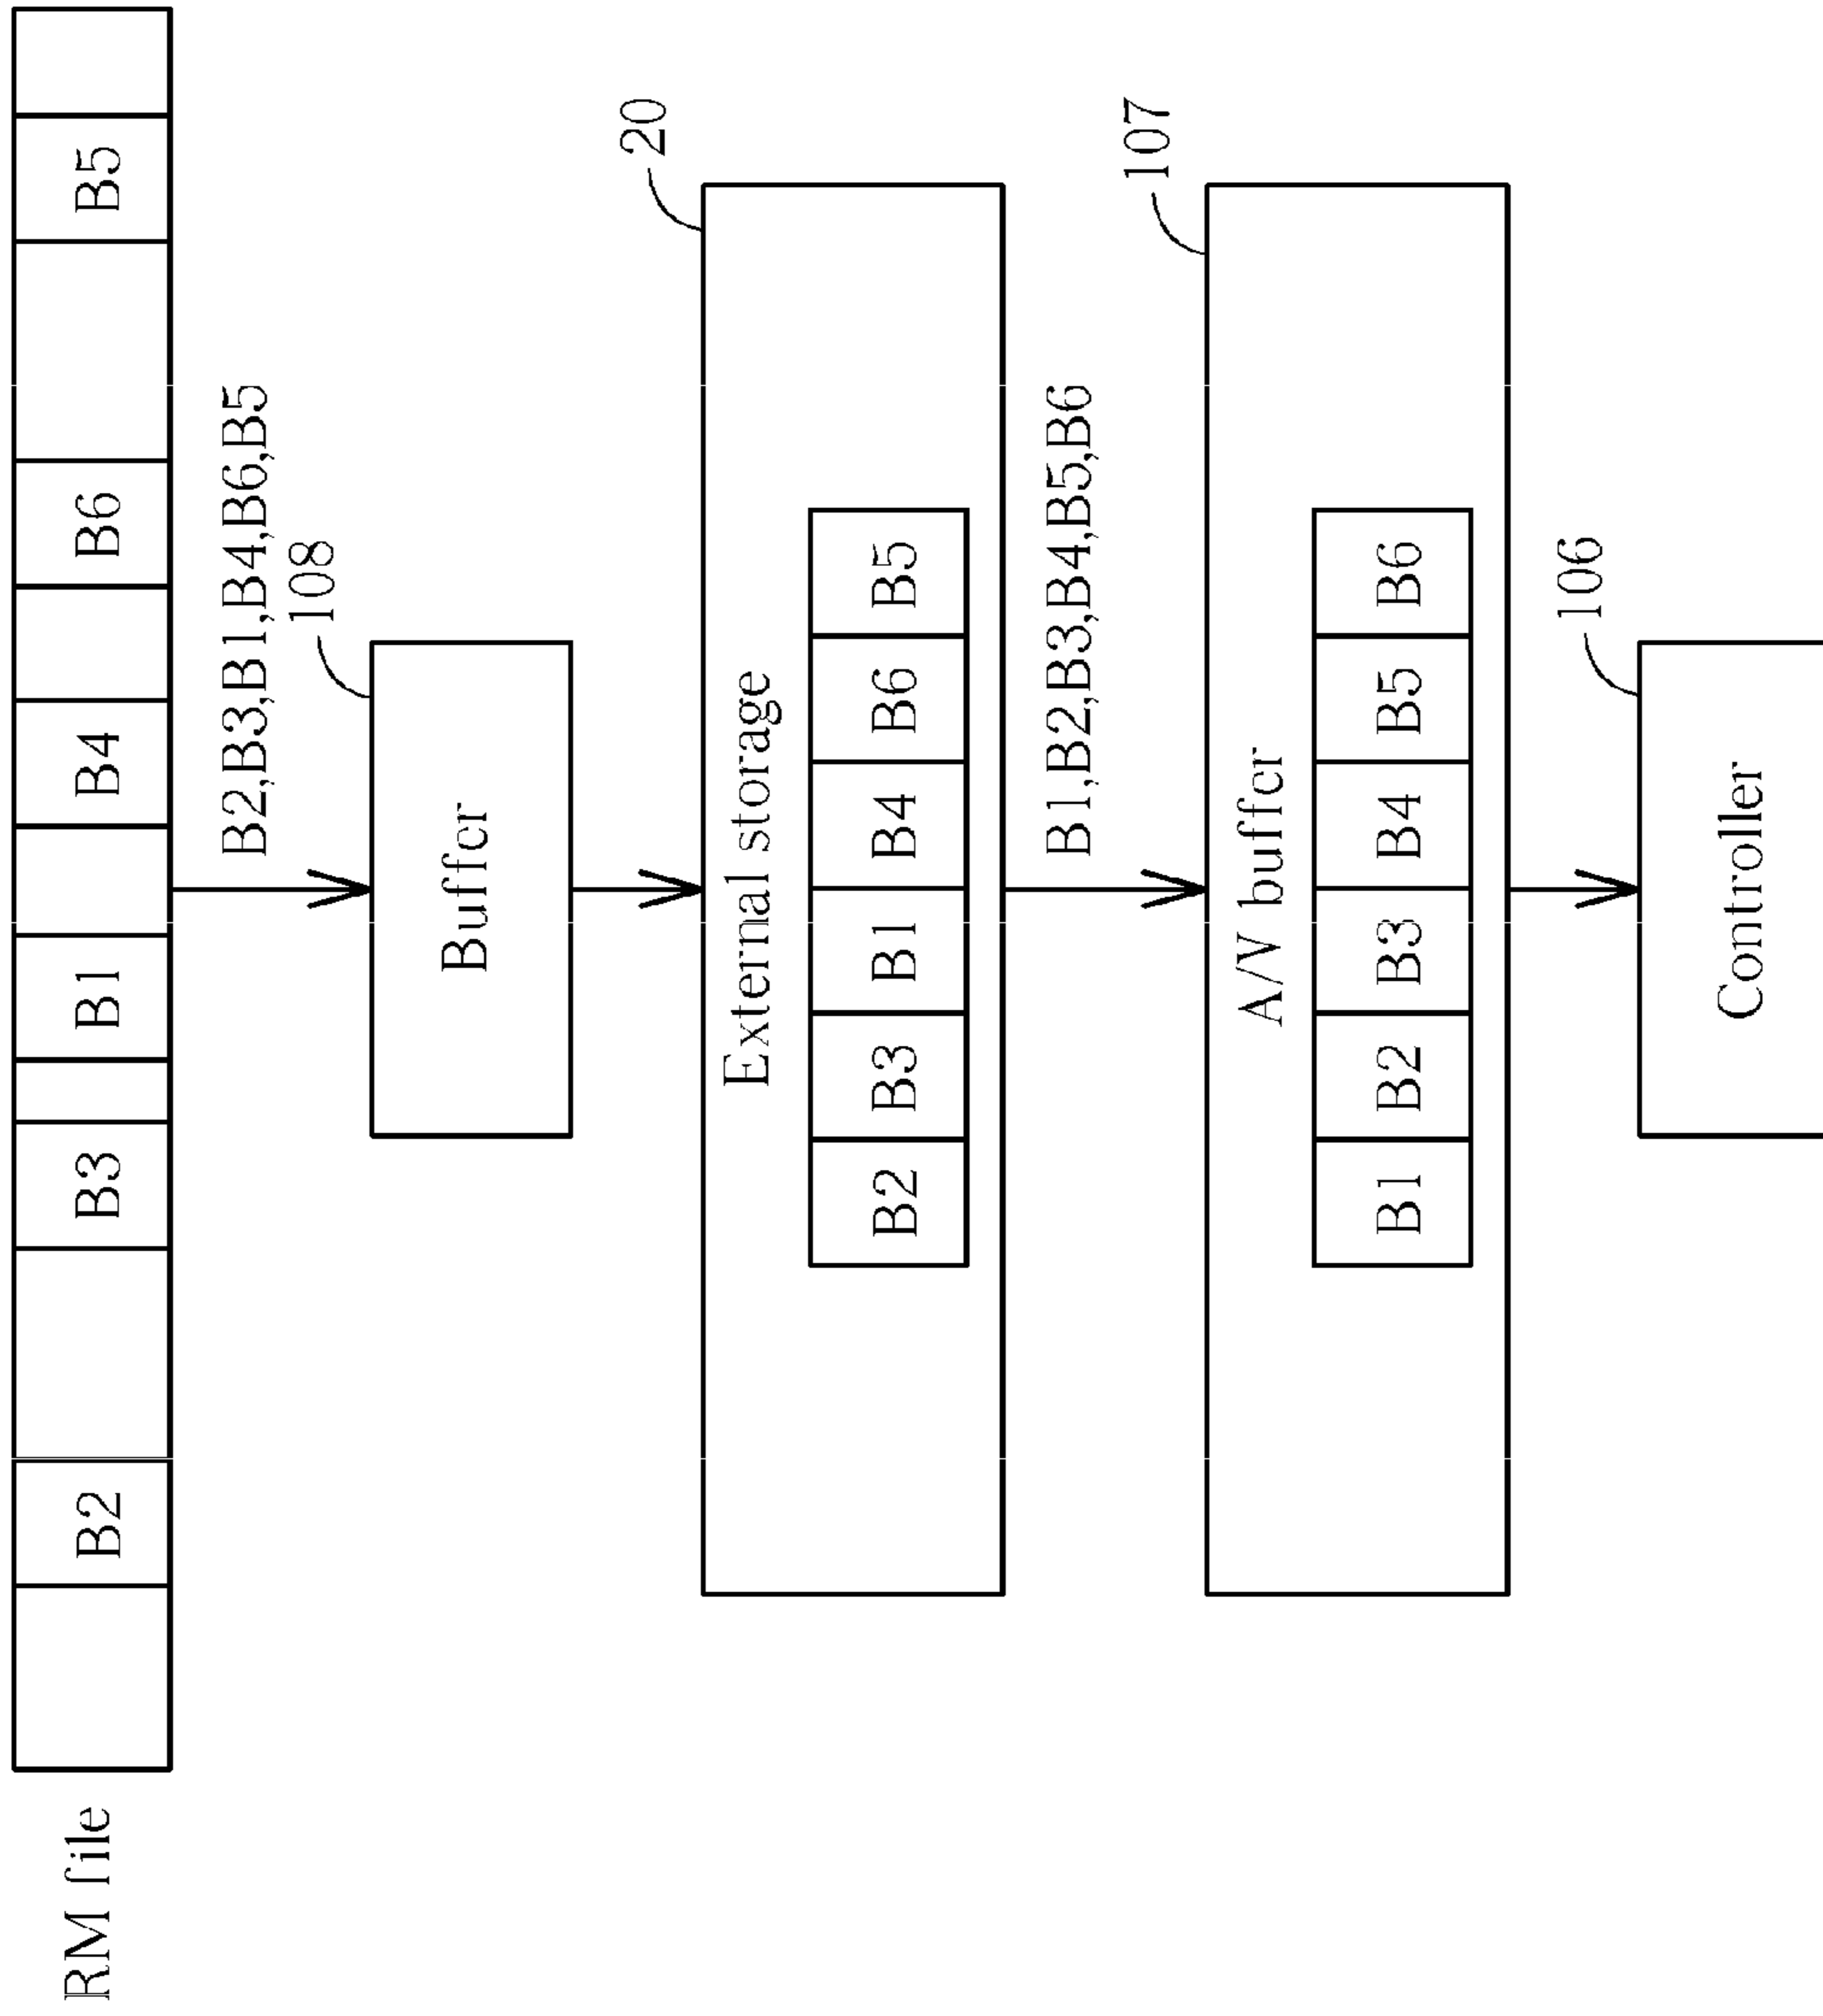 RM file
B2 B3 B1 B4 B6 B5
B2,B3,B1,B4,B6,B5
108
Buffer
20
External storage
B2 B3 B1 B4 B6 B5
B1,B2,B3,B4,B5,B6
107
A/V buffer
B1 B2 B3 B4 B5 B6
106
Controller